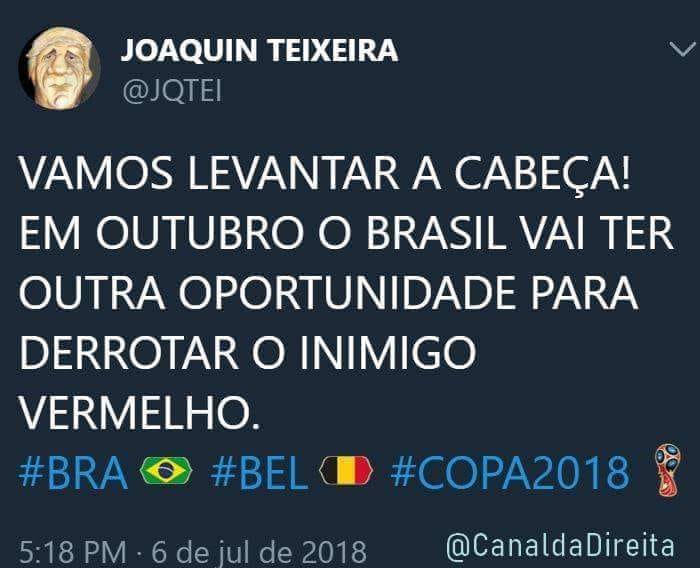 JOAQUIN TEIXEIRA
@JQTEI
VAMOS LEVANTAR A CABEÇA!
EM OUTUBRO O BRASIL VAI TER
OUTRA OPORTUNIDADE PARA
DERROTAR O INIMIGO
VERMELHO.
#BRA #BEL #COPA2018
5:18 PM · 6 de jul de 2018
@CanaldaDireita